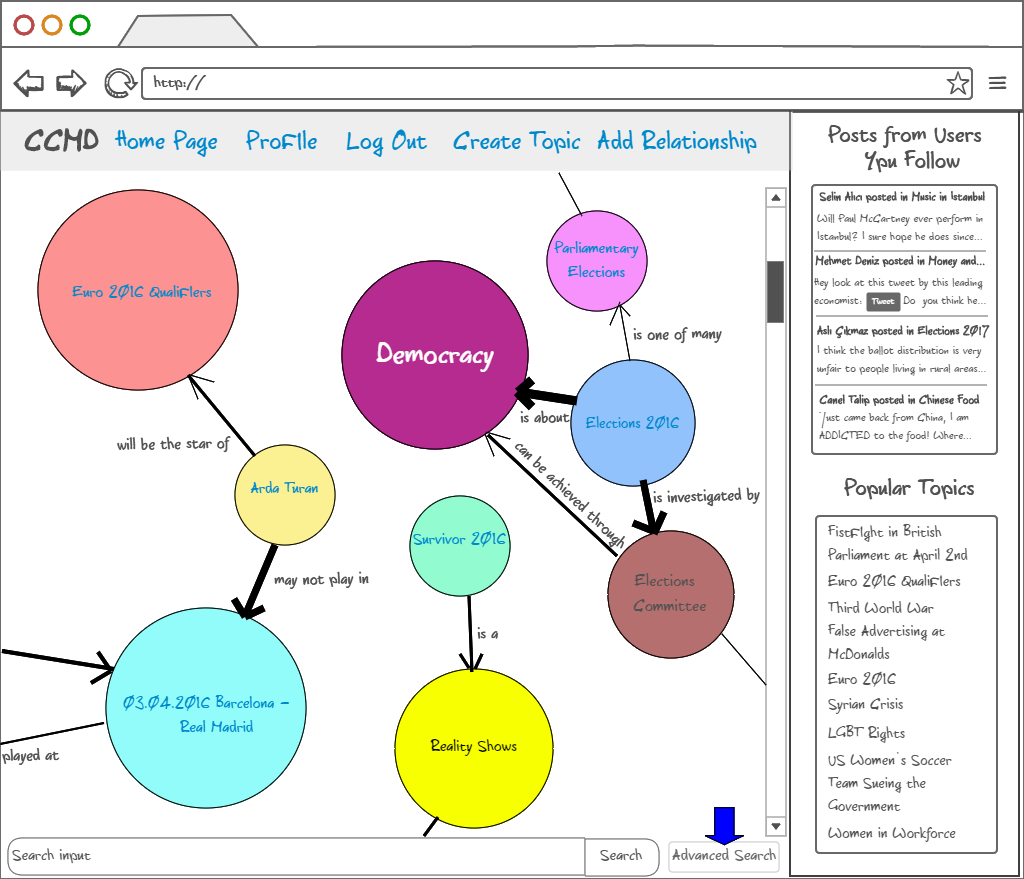 http://
CCMD Home Page Profile Log Out Create Topic Add Relationship
Parliamentary
Elections
Euro 2016 Qualifiers
is one of many
Democracy
is about
Elections 2016
will be the star of
can be achieved through
Arda Turan
is investigated by
Survivor 2016
may not play in
Elections
Committee
is a
03.04.2016 Barcelona -
Real Madrid
Reality Shows
played at
Search input
Search
Advanced Search
Posts from Users
You Follow
Selin Alıcı posted in Music in Istanbul
Will Paul McCartney ever perform in
Istanbul? I sure hope he does since...
Mehmet Deniz posted in Money and...
Hey look at this tweet by this leading
economist: Tweet Do you think he...
Aslı Çıkmaz posted in Elections 2017
I think the ballot distribution is very
unfair to people living in rural areas...
Canel Talip posted in Chinese Food
I just came back from China, I am
ADDICTED to the food! Where...
Popular Topics
Fistfight in British
Parliament at April 2nd
Euro 2016 Qualifiers
Third World War
False Advertising at
McDonalds
Euro 2016
Syrian Crisis
LGBT Rights
US Women's Soccer
Team Sueing the
Government
Women in Workforce